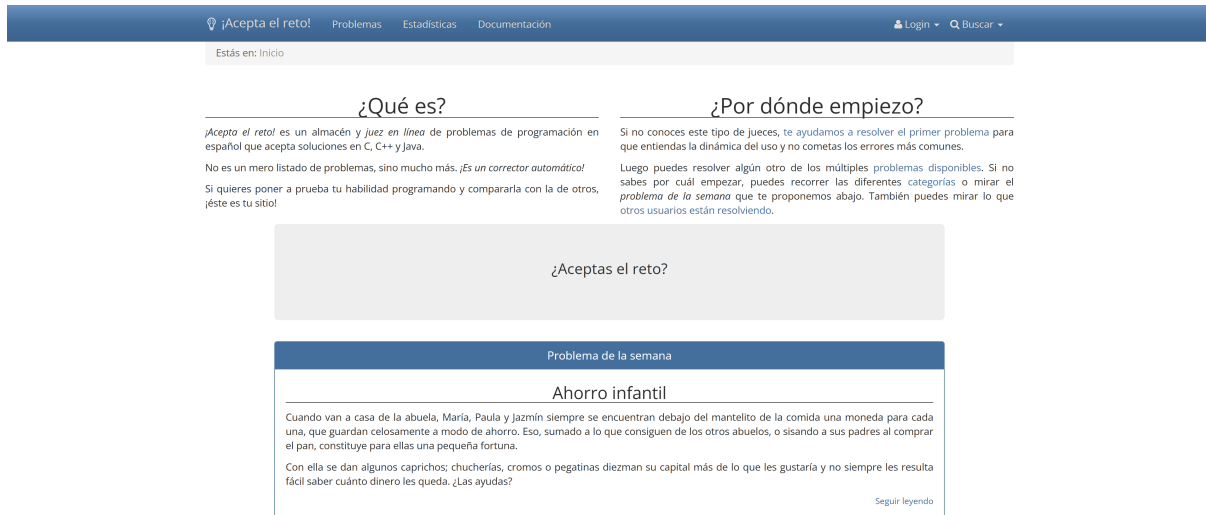 ¡Acepta el reto! Problemas Estadísticas Documentación Login Buscar
Estás en: Inicio
¿Qué es?
¡Acepta el reto! es un almacén y juez en línea de problemas de programación en
español que acepta soluciones en C, C++ y Java.
No es un mero listado de problemas, sino mucho más. ¡Es un corrector automático!
Si quieres poner a prueba tu habilidad programando y compararla con la de otros,
¡éste es tu sitio!
¿Por dónde empiezo?
Si no conoces este tipo de jueces, te ayudamos a resolver el primer problema para
que entiendas la dinámica del uso y no cometas los errores más comunes.
Luego puedes resolver algún otro de los múltiples problemas disponibles. Si no
sabes por cuál empezar, puedes recorrer las diferentes categorías o mirar el
problema de la semana que te proponemos abajo. También puedes mirar lo que
otros usuarios están resolviendo.
¿Aceptas el reto?
Problema de la semana
Ahorro infantil
Cuando van a casa de la abuela, María, Paula y Jazmín siempre se encuentran debajo del mantelito de la comida una moneda para cada
una, que guardan celosamente a modo de ahorro. Eso, sumado a lo que consiguen de los otros abuelos, o sisando a sus padres al comprar
el pan, constituye para ellas una pequeña fortuna.
Con ella se dan algunos caprichos; chucherías, cromos o pegatinas diezman su capital más de lo que les gustaría y no siempre les resulta
fácil saber cuánto dinero les queda. ¿Las ayudas?
Seguir leyendo